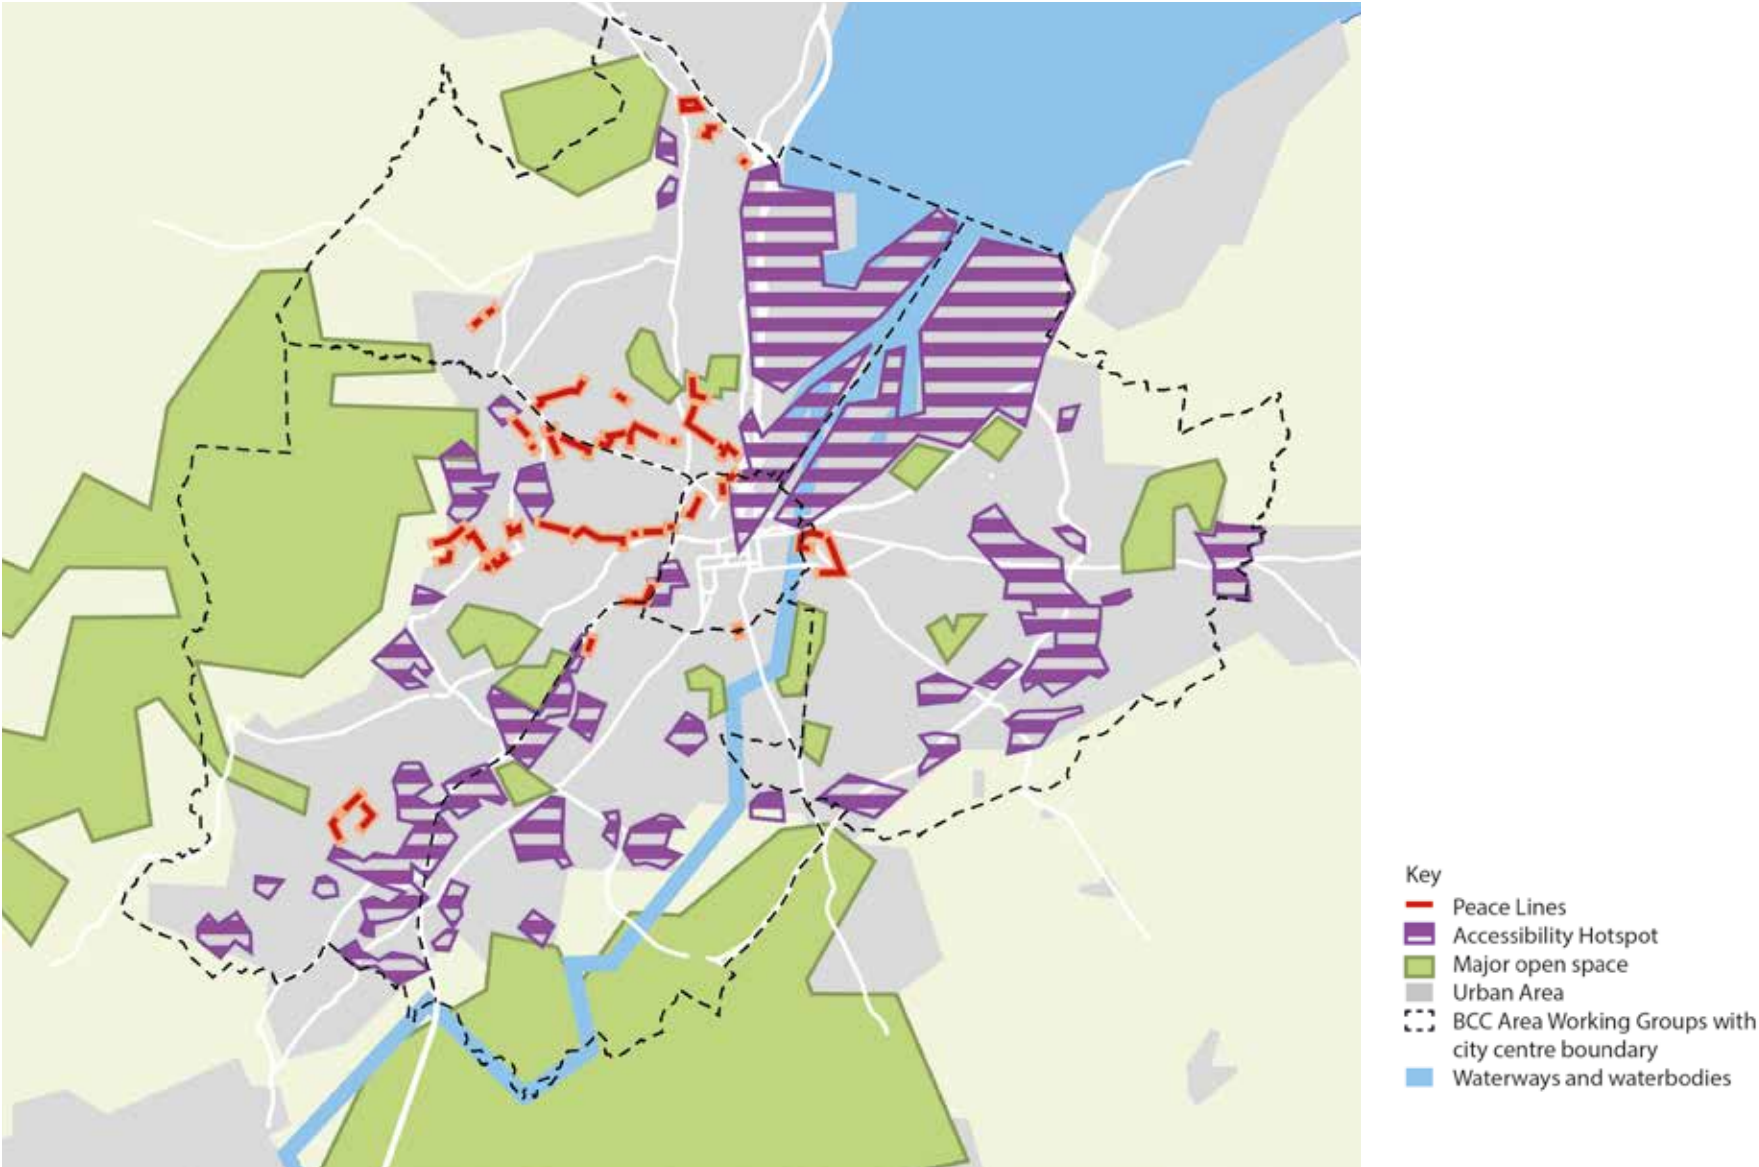 Key
Peace Lines
Accessibility Hotspot
Major open space
Urban Area
BCC Area Working Groups with
city centre boundary
Waterways and waterbodies